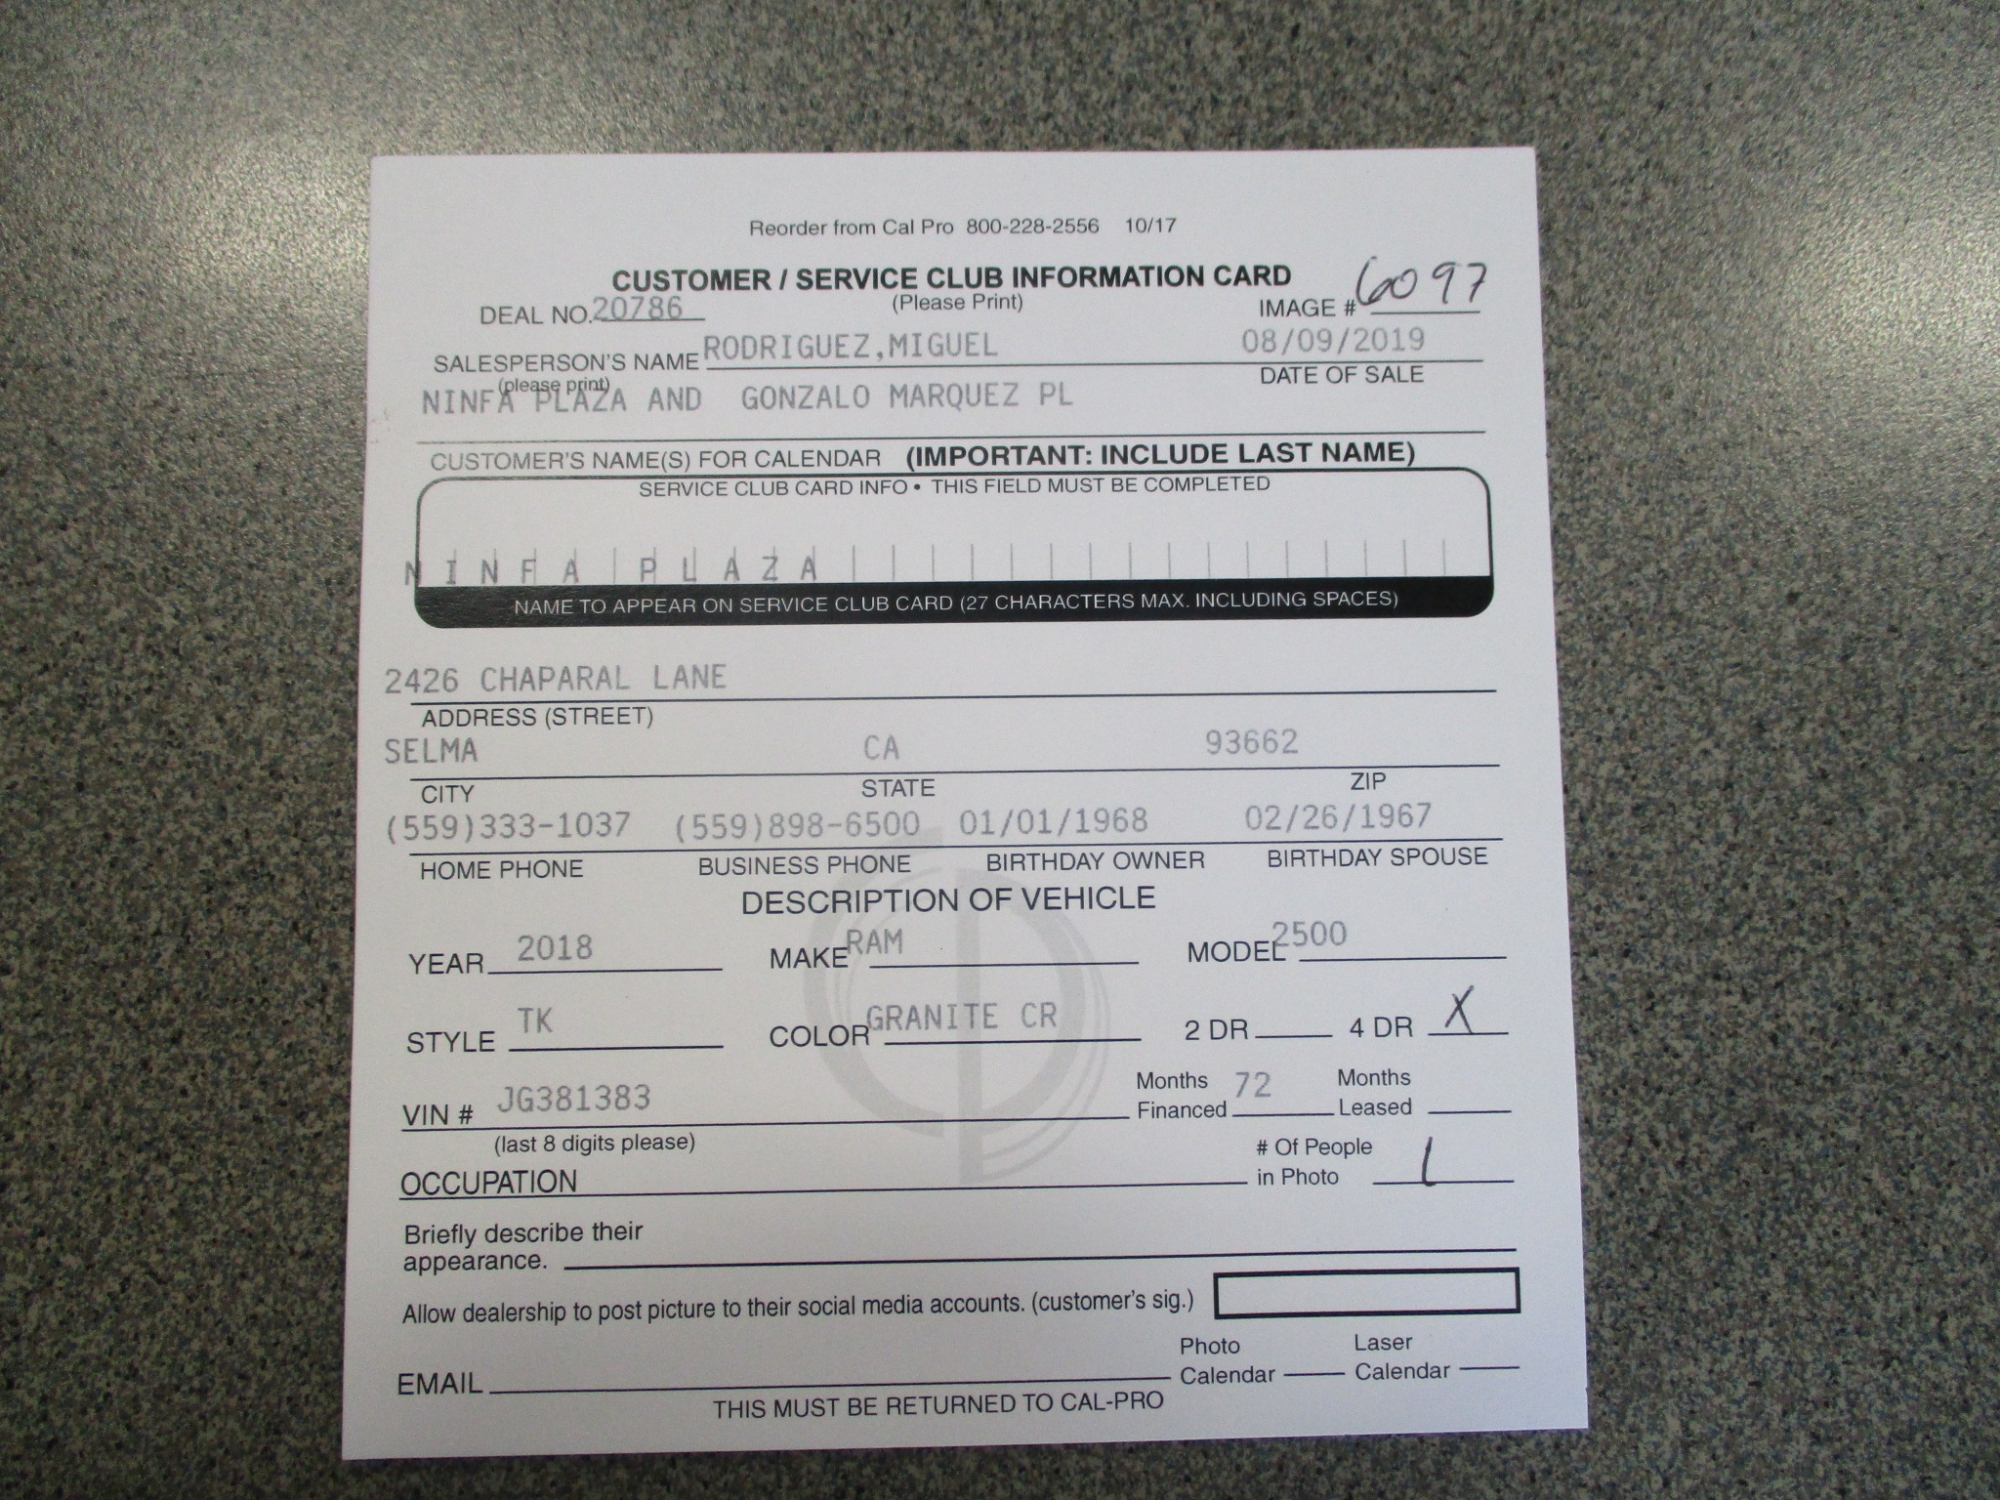 Reorder from Cal Pro 800-228-2556 10/17
CUSTOMER / SERVICE CLUB INFORMATION CARD
DEAL NO. 20786 (Please Print) IMAGE # 6097
SALESPERSON'S NAME RODRIGUEZ,MIGUEL 08/09/2019
(please print) DATE OF SALE
NINFA PLAZA AND GONZALO MARQUEZ PL
CUSTOMER'S NAME(S) FOR CALENDAR (IMPORTANT: INCLUDE LAST NAME)
SERVICE CLUB CARD INFO • THIS FIELD MUST BE COMPLETED
NINFA PLAZA
NAME TO APPEAR ON SERVICE CLUB CARD (27 CHARACTERS MAX. INCLUDING SPACES)
2426 CHAPARAL LANE
ADDRESS (STREET)
SELMA CA 93662
CITY STATE ZIP
(559)333-1037 (559)898-6500 01/01/1968 02/26/1967
HOME PHONE BUSINESS PHONE BIRTHDAY OWNER BIRTHDAY SPOUSE
DESCRIPTION OF VEHICLE
YEAR 2018 MAKE RAM MODEL 2500
STYLE TK COLOR GRANITE CR 2 DR 4 DR X
VIN # JG381383 Months Financed 72 Months Leased
(last 8 digits please)
OCCUPATION # Of People in Photo 1
Briefly describe their
appearance.
Allow dealership to post picture to their social media accounts. (customer's sig.)
EMAIL Photo Calendar Laser Calendar
THIS MUST BE RETURNED TO CAL-PRO